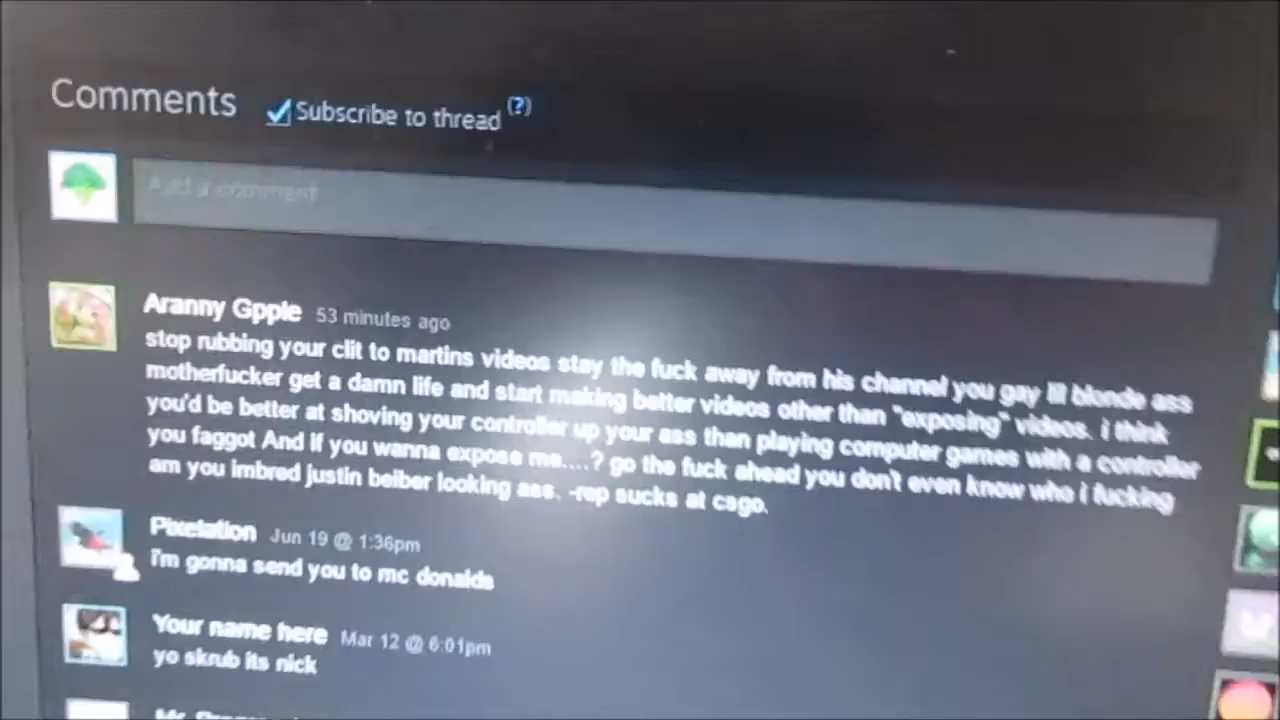 Comments
Subscribe to thread (?)
Add a comment
Aranny Gpple 53 minutes ago
stop rubbing your clit to martins videos stay the fuck away from his channel you gay lil blonde ass
motherfucker get a damn life and start making better videos other than "exposing" videos. i think
you'd be better at shoving your controller up your ass than playing computer games with a controller
you faggot And if you wanna expose me....? go the fuck ahead you don't even know who i fucking
am you imbred justin beiber looking ass. -rep sucks at csgo.
Pixelation Jun 19 @ 1:36pm
i'm gonna send you to mc donalds
Your name here Mar 12 @ 6:01pm
yo skrub its nick
Mr.